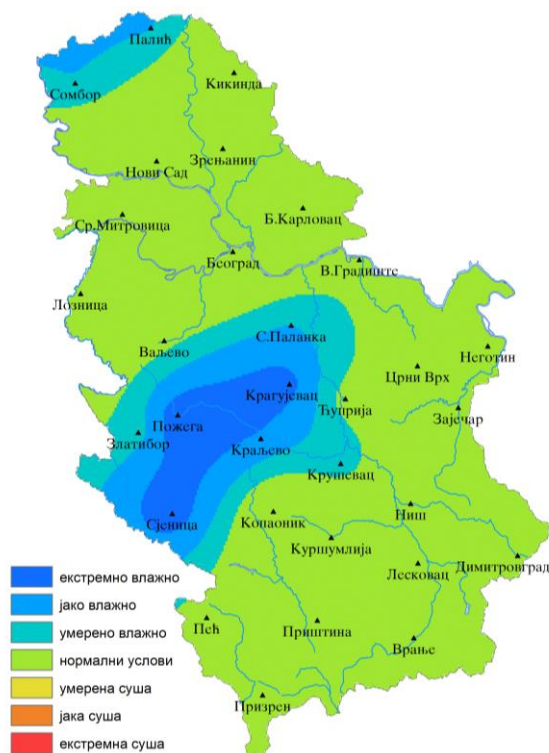 Палић
Кикинда
Сомбор
Зрењанин
Нови Сад
Б.Карловац
Ср.Митровица
Београд
В.Градиште
Лозница
С.Паланка
Ваљево
Неготин
Црни Врх
Крагујевац
Ћуприја
Зајечар
Пожега
Златибор
Краљево
Крушевац
Ниш
Сјеница
Копаоник
Куршумлија
Димитровград
Лесковац
екстремно влажно
јако влажно
умерено влажно
Пећ
Приштина
Врање
нормални услови
умерена суша
Призрен
јака суша
екстремна суша